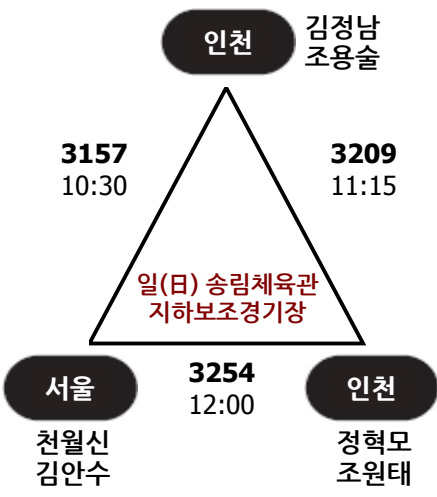 인천
김정남
조용술
3157
10:30
3209
11:15
일(日) 송림체육관
지하보조경기장
서울
3254
12:00
인천
천월신
김안수
정혁모
조원태